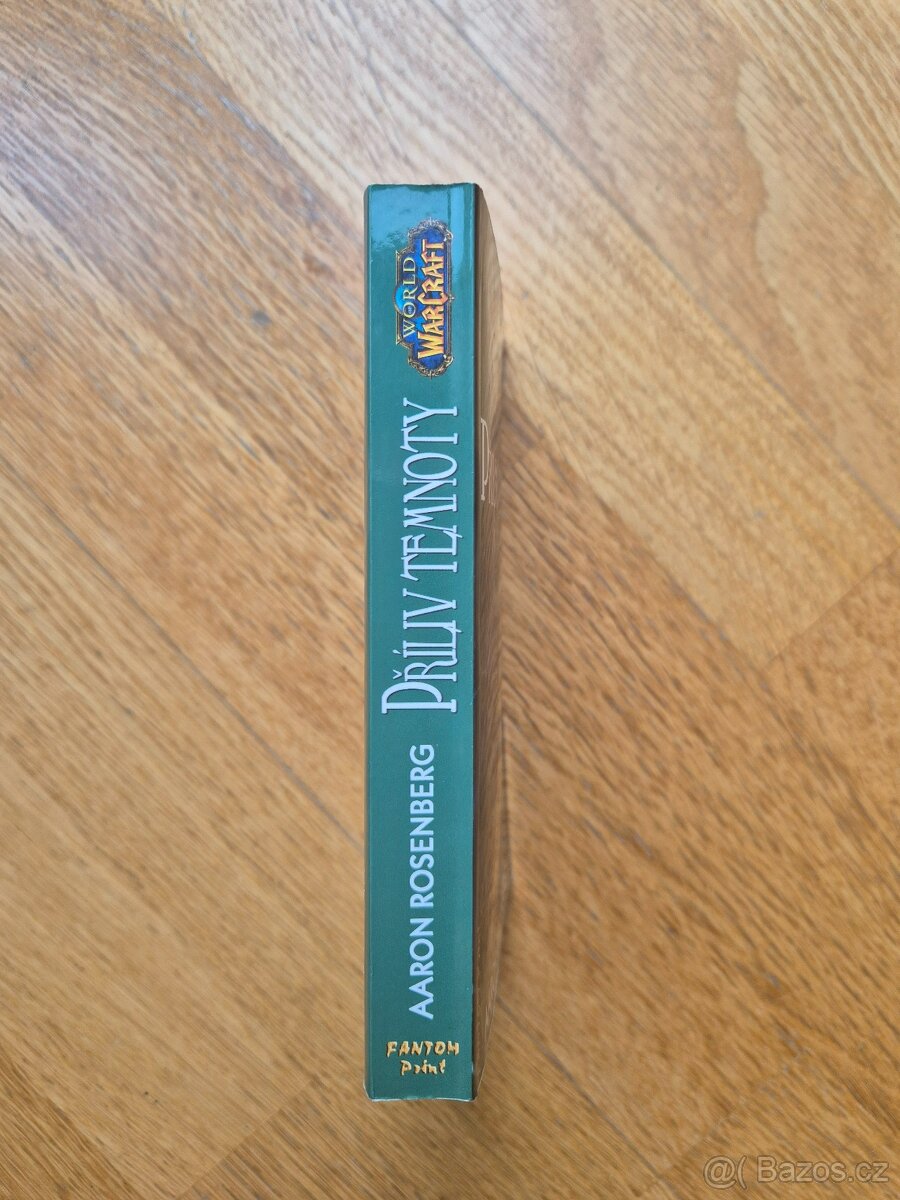 WORLD
WARCRAFT
PŘÍLIV TEMNOTY
AARON ROSENBERG
FANTOM
Print
@( Bazos.cz